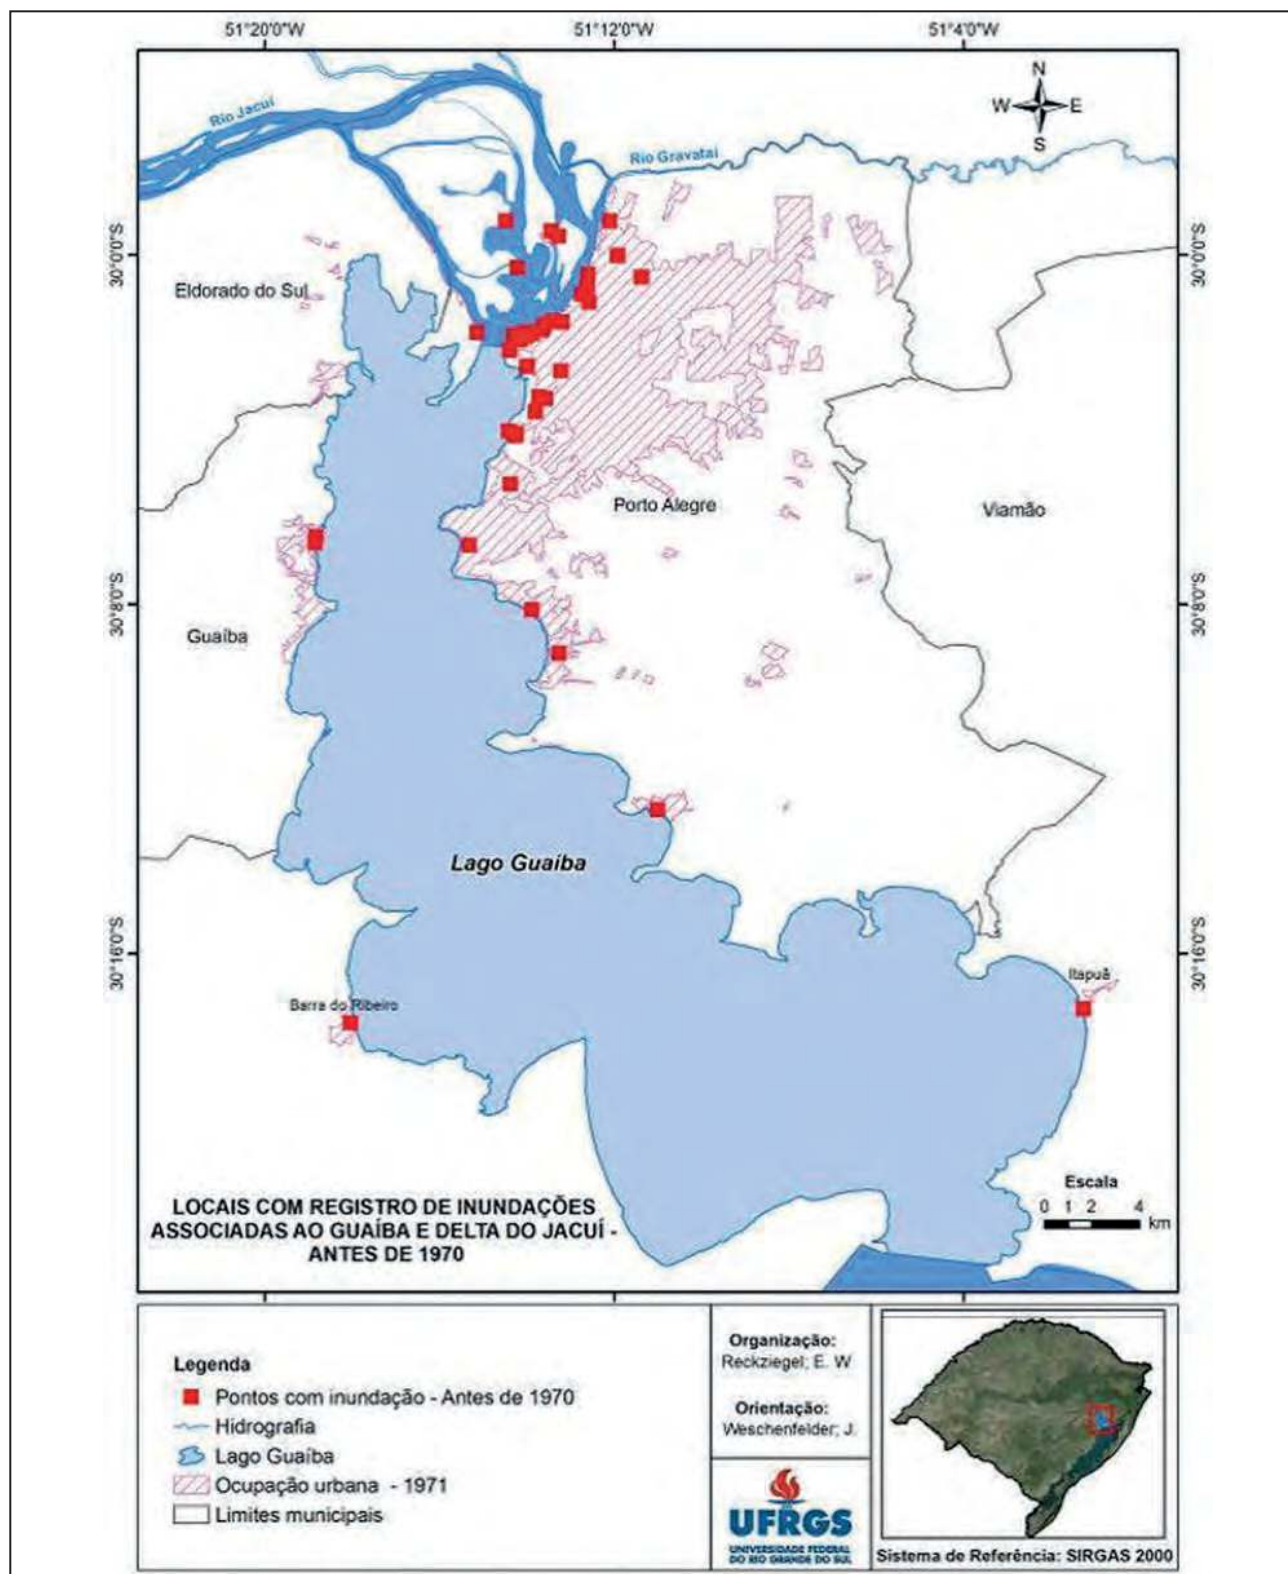 51°20'0"W
51°12'0"W
51°4'0"W
N
W E
S
Rio Jacuí
Rio Gravataí
30°0'0"S
30°0'0"S
Eldorado do Sul
Porto Alegre
Viamão
30°8'0"S
30°8'0"S
Guaíba
Lago Guaíba
30°16'0"S
30°16'0"S
Itapuã
Barra do Ribeiro
Escala
0 1 2 4
km
LOCAIS COM REGISTRO DE INUNDAÇÕES
ASSOCIADAS AO GUAÍBA E DELTA DO JACUÍ -
ANTES DE 1970
Legenda
Pontos com inundação - Antes de 1970
Hidrografia
Lago Guaíba
Ocupação urbana - 1971
Limites municipais
Organização:
Reckziegel; E. W
Orientação:
Weschenfelder; J.
UFRGS
UNIVERSIDADE FEDERAL
DO RIO GRANDE DO SUL
Sistema de Referência: SIRGAS 2000